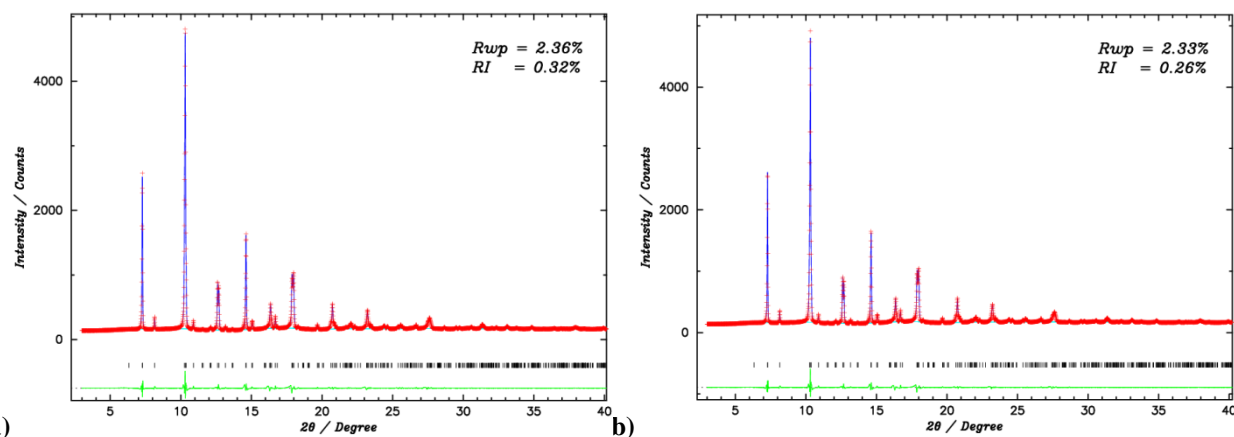 Rwp = 2.36%
RI = 0.32%
Intensity / Counts
4000
2000
0
5 10 15 20 25 30 35 40
2θ / Degree
)
Rwp = 2.33%
RI = 0.26%
Intensity / Counts
4000
2000
0
5 10 15 20 25 30 35 40
2θ / Degree
b)